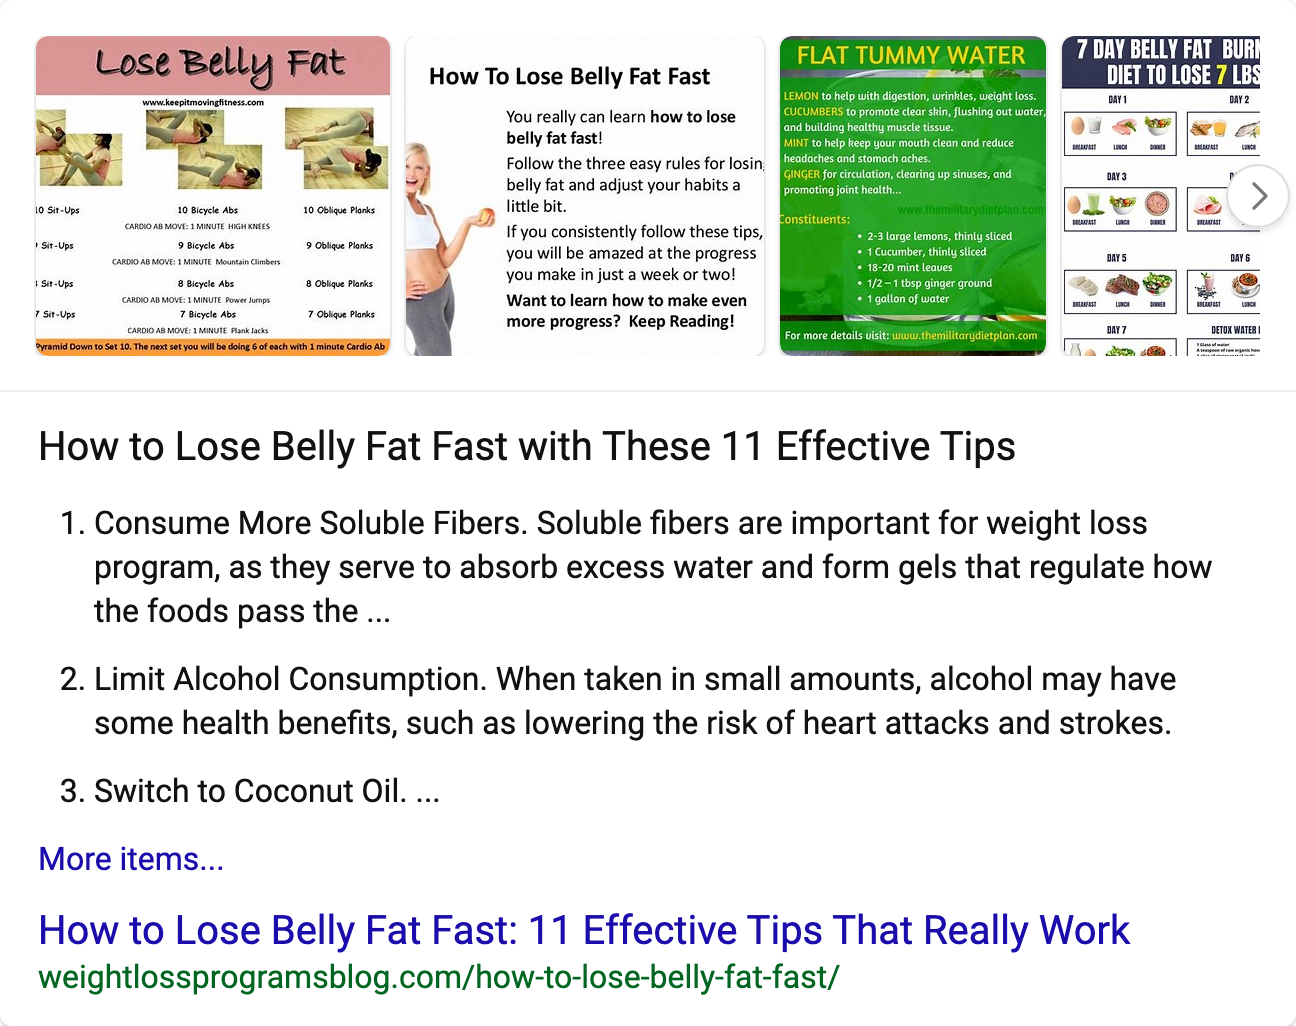 Lose Belly Fat
www.keepitmovingfitness.com
10 Sit-Ups 10 Bicycle Abs 10 Oblique Planks
CARDIO AB MOVE: 1 MINUTE HIGH KNEES
Sit-Ups 9 Bicycle Abs 9 Oblique Planks
CARDIO AB MOVE: 1 MINUTE Mountain Climbers
Sit-Ups 8 Bicycle Abs 8 Oblique Planks
CARDIO AB MOVE: 1 MINUTE Power Jumps
7 Sit-Ups 7 Bicycle Abs 7 Oblique Planks
CARDIO AB MOVE: 1 MINUTE Plank Jacks
Pyramid Down to Set 10. The next set you will be doing 6 of each with 1 minute Cardio Ab
How To Lose Belly Fat Fast
You really can learn how to lose
belly fat fast!
Follow the three easy rules for losin
belly fat and adjust your habits a
little bit.
If you consistently follow these tips,
you will be amazed at the progress
you make in just a week or two!
Want to learn how to make even
more progress? Keep Reading!
FLAT TUMMY WATER
LEMON to help with digestion, wrinkles, weight loss.
CUCUMBERS to promote clear skin, flushing out water,
and building healthy muscle tissue.
MINT to help keep your mouth clean and reduce
headaches and stomach aches.
GINGER for circulation, clearing up sinuses, and
promoting joint health...
www.themilitarydietplan.com
Constituents:
• 2-3 large lemons, thinly sliced
• 1 Cucumber, thinly sliced
• 18-20 mint leaves
• 1/2 – 1 tbsp ginger ground
• 1 gallon of water
For more details visit: www.themilitarydietplan.com
7 DAY BELLY FAT BURN
DIET TO LOSE 7 LBS
DAY 1 DAY 2
BREAKFAST LUNCH DINNER BREAKFAST LUNCH
DAY 3
BREAKFAST LUNCH DINNER BREAKFAST
DAY 5 DAY 6
BREAKFAST LUNCH DINNER BREAKFAST LUNCH
DAY 7 DETOX WATER
1 Glass of water
A teaspoon of raw organic hon
How to Lose Belly Fat Fast with These 11 Effective Tips
1. Consume More Soluble Fibers. Soluble fibers are important for weight loss
program, as they serve to absorb excess water and form gels that regulate how
the foods pass the ...
2. Limit Alcohol Consumption. When taken in small amounts, alcohol may have
some health benefits, such as lowering the risk of heart attacks and strokes.
3. Switch to Coconut Oil. ...
More items...
How to Lose Belly Fat Fast: 11 Effective Tips That Really Work
weightlossprogramsblog.com/how-to-lose-belly-fat-fast/